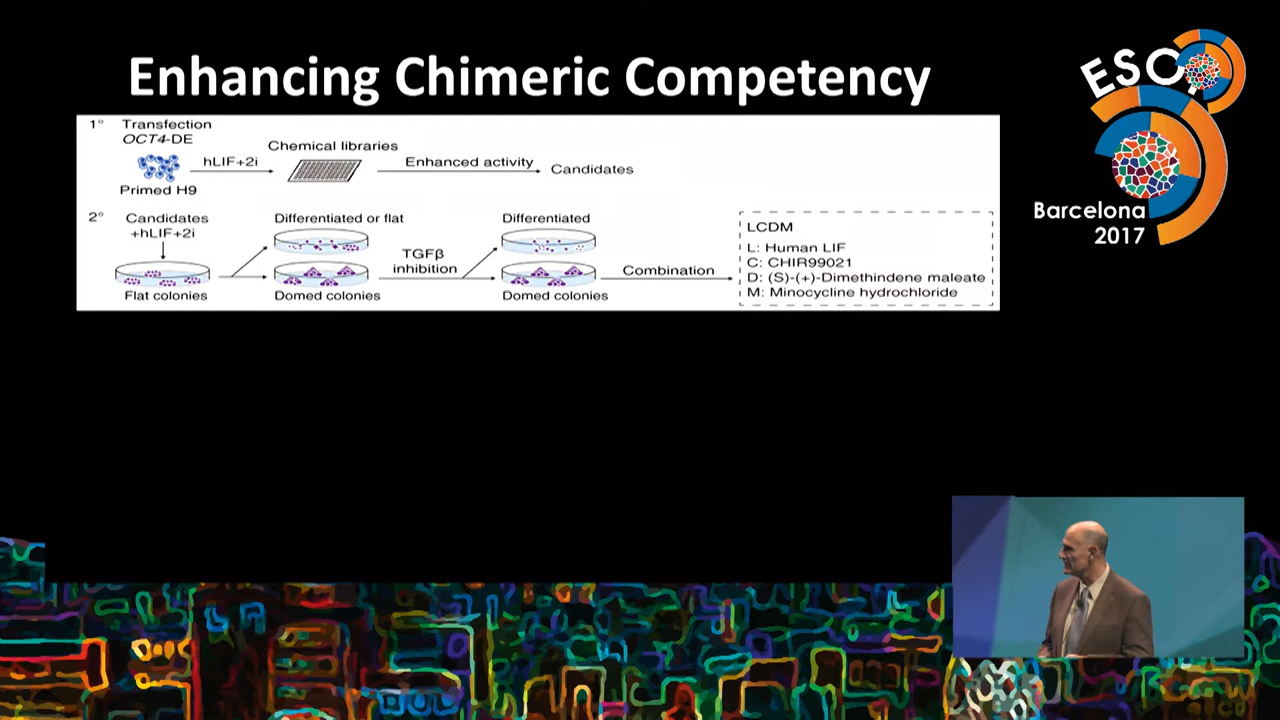 Enhancing Chimeric Competency
ESOT
Barcelona
2017
1° Transfection
OCT4-DE
Primed H9
hLIF+2i
Chemical libraries
Enhanced activity
Candidates
2° Candidates
+hLIF+2i
Flat colonies
Differentiated or flat
Domed colonies
TGFβ
inhibition
Differentiated
Domed colonies
Combination
LCDM
L: Human LIF
C: CHIR99021
D: (S)-(+)-Dimethindene maleate
M: Minocycline hydrochloride